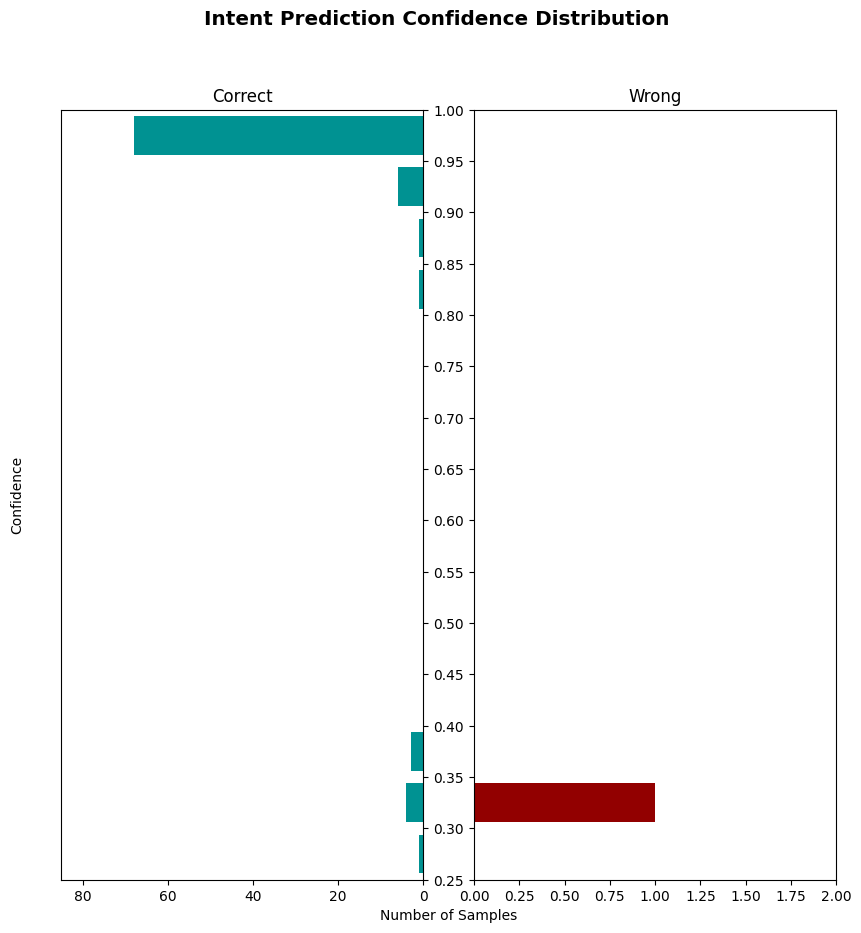 Intent Prediction Confidence Distribution
Correct
Wrong
1.00
0.95
0.90
0.85
0.80
0.75
0.70
0.65
0.60
0.55
0.50
0.45
0.40
0.35
0.30
0.25
Confidence
80 60 40 20 0
0.00 0.25 0.50 0.75 1.00 1.25 1.50 1.75 2.00
Number of Samples